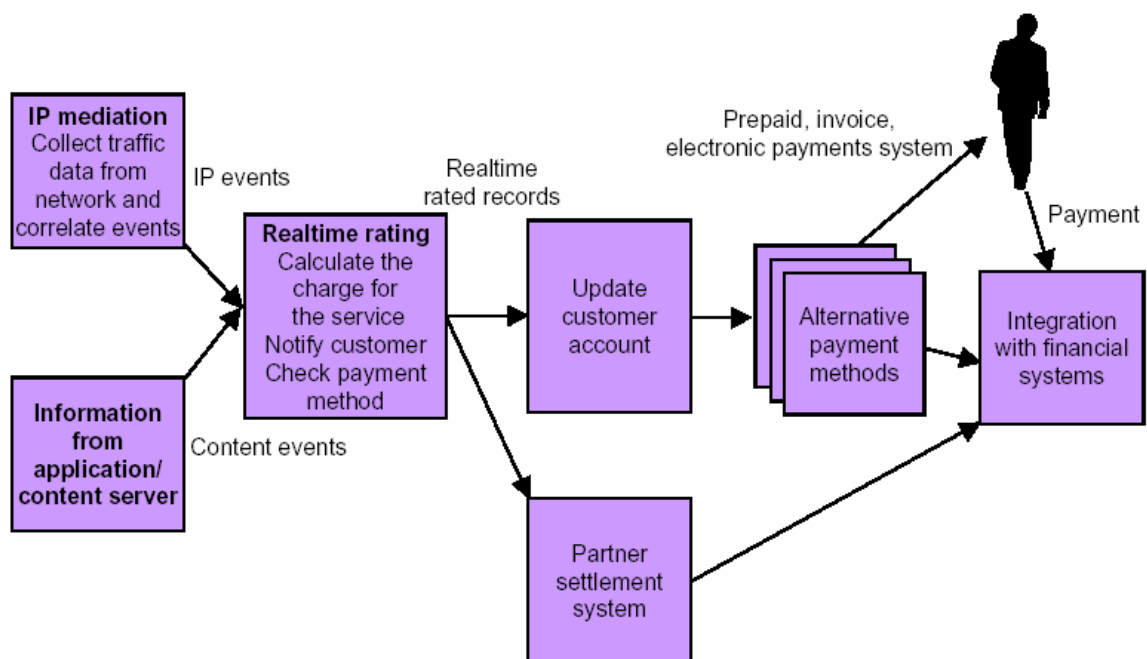 IP mediation
Collect traffic
data from
network and
correlate events
IP events
Information
from
application/
content server
Content events
Realtime rating
Calculate the
charge for
the service
Notify customer
Check payment
method
Realtime
rated records
Update
customer
account
Partner
settlement
system
Prepaid, invoice,
electronic payments system
Alternative
payment
methods
Payment
Integration
with financial
systems